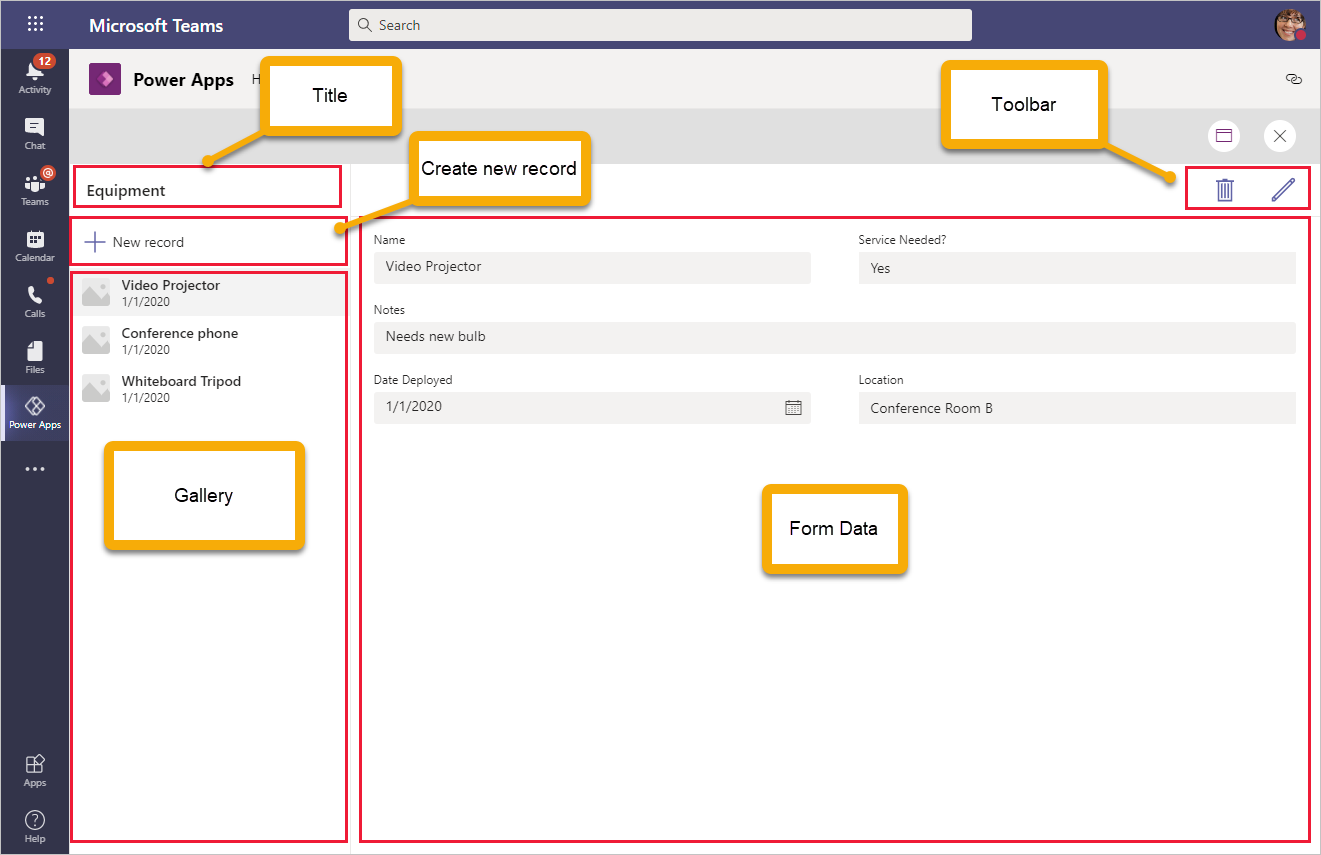 Microsoft Teams
Search
12
Activity
Chat
@
Teams
Calendar
Calls
Files
Power Apps
Apps
Help
Power Apps
Title
Toolbar
Create new record
Equipment
New record
Video Projector
1/1/2020
Conference phone
1/1/2020
Whiteboard Tripod
1/1/2020
Gallery
Name
Video Projector
Service Needed?
Yes
Notes
Needs new bulb
Date Deployed
1/1/2020
Location
Conference Room B
Form Data